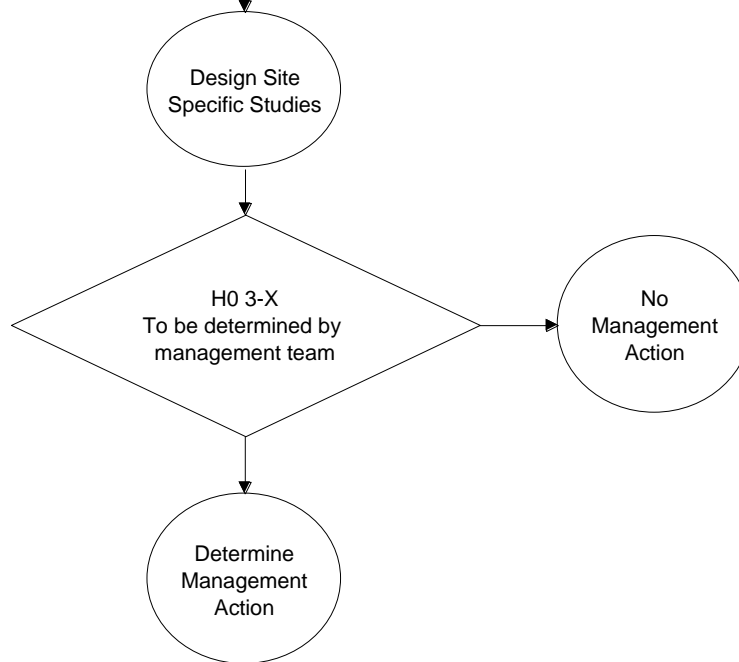 Design Site
Specific Studies
H0 3-X
To be determined by
management team
No
Management
Action
Determine
Management
Action